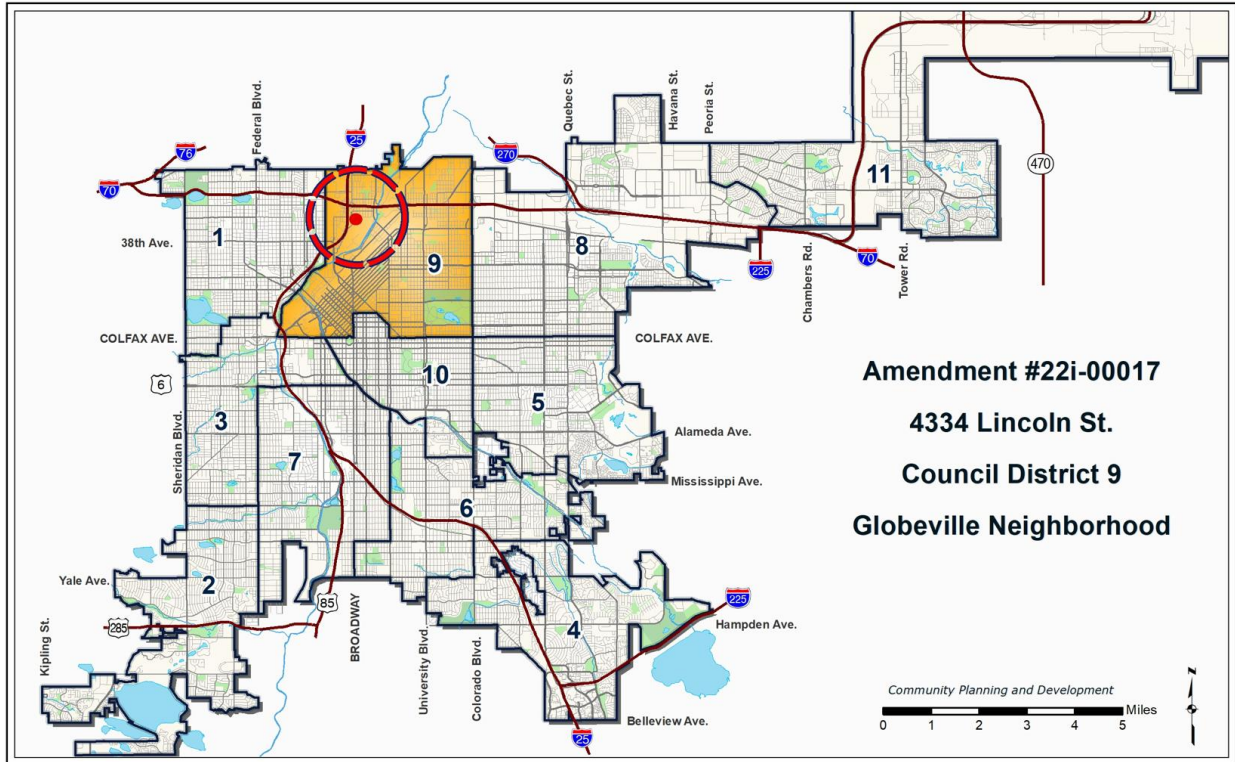 Federal Blvd.
Quebec St.
Havana St.
Peoria St.
25
76
270
70
470
11
1
38th Ave.
9
8
225
70
Chambers Rd.
Tower Rd.
COLFAX AVE.
COLFAX AVE.
6
10
5
3
Sheridan Blvd.
7
Alameda Ave.
Mississippi Ave.
6
Yale Ave.
2
85
BROADWAY
285
University Blvd.
Colorado Blvd.
4
225
Hampden Ave.
Kipling St.
Belleview Ave.
25
Amendment #22i-00017
4334 Lincoln St.
Council District 9
Globeville Neighborhood
Community Planning and Development
Miles
0 1 2 3 4 5
N